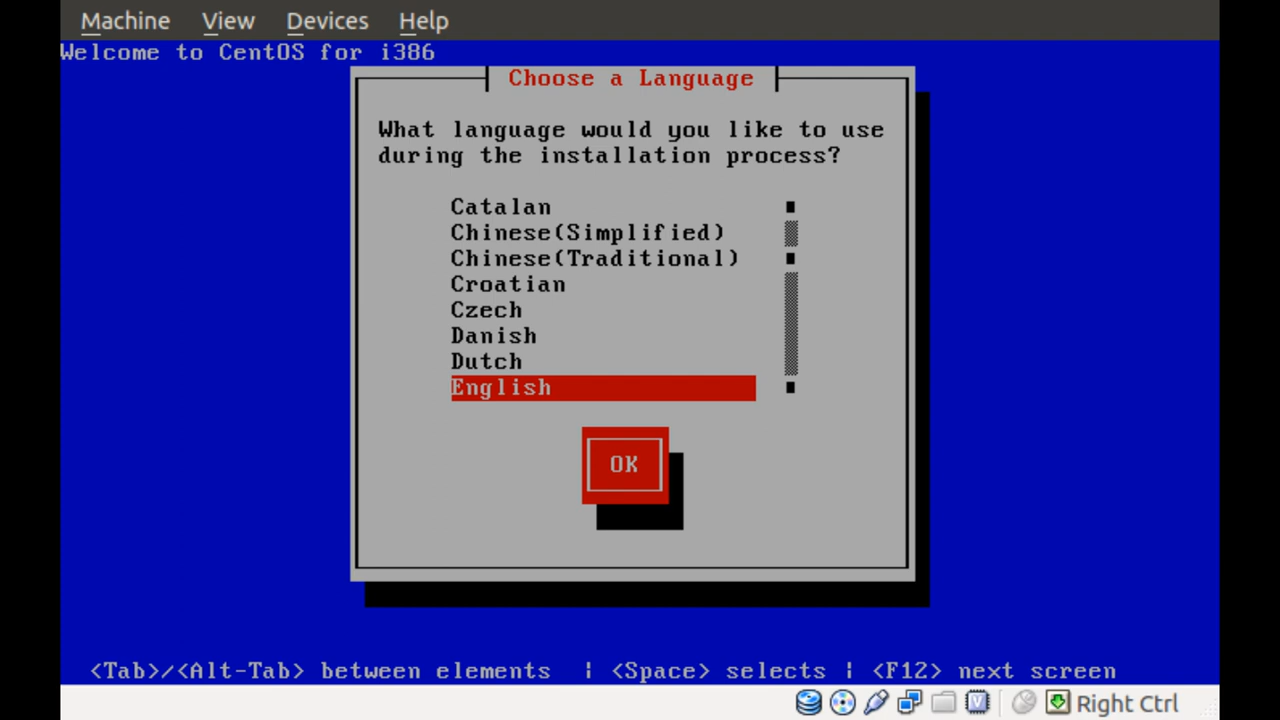 Machine View Devices Help
Welcome to CentOS for i386
Choose a Language
What language would you like to use
during the installation process?
Catalan
Chinese(Simplified)
Chinese(Traditional)
Croatian
Czech
Danish
Dutch
English
OK
<Tab>/<Alt-Tab> between elements | <Space> selects | <F12> next screen
Right Ctrl